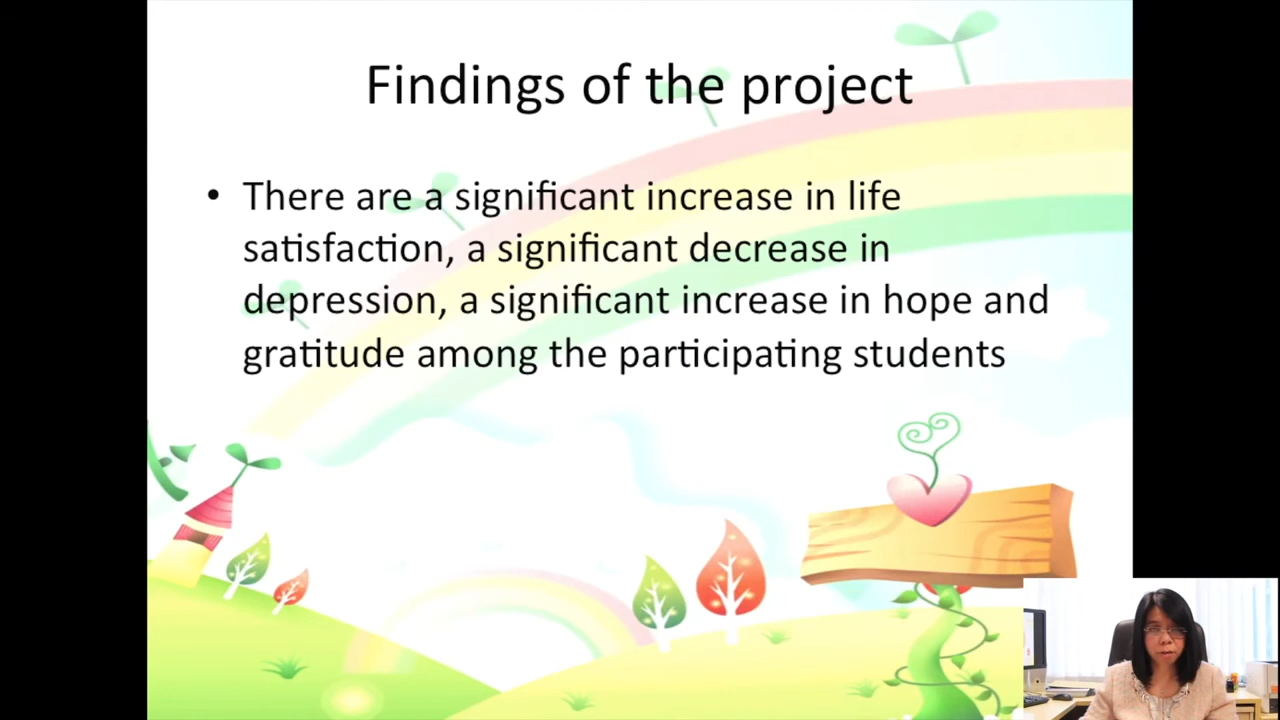 Findings of the project
• There are a significant increase in life
satisfaction, a significant decrease in
depression, a significant increase in hope and
gratitude among the participating students